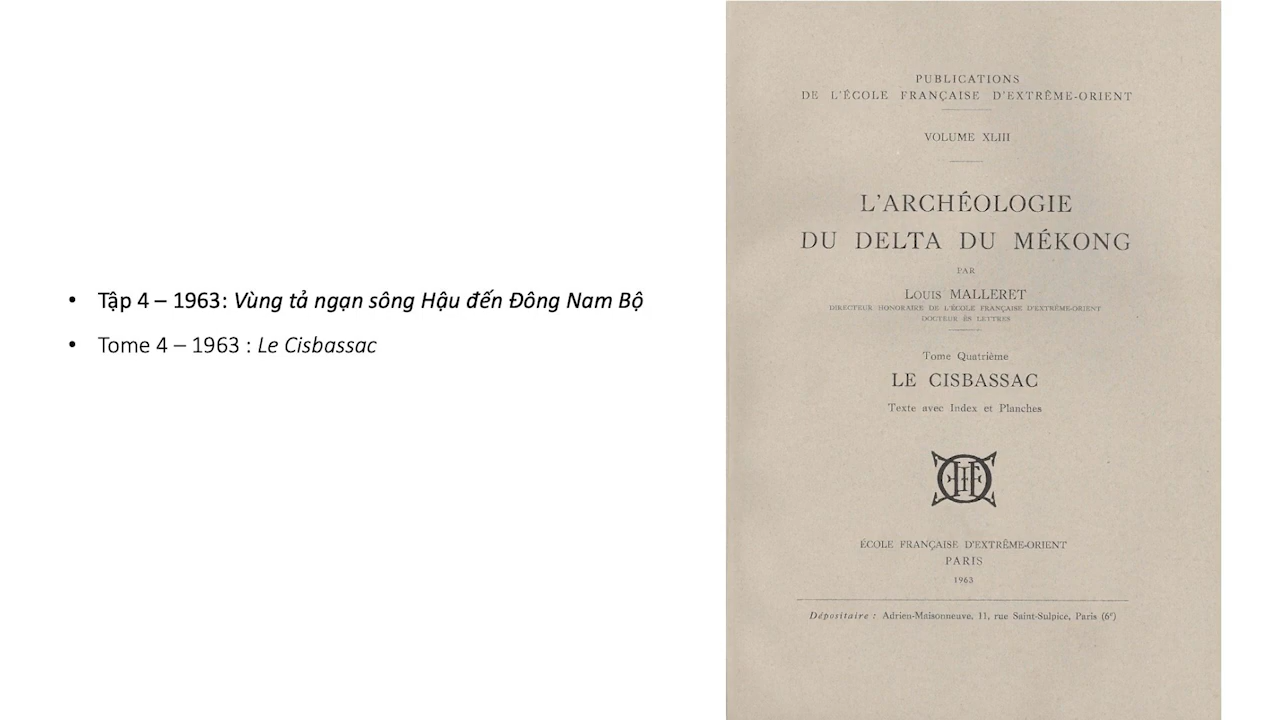 • Tập 4 – 1963: Vùng tả ngạn sông Hậu đến Đông Nam Bộ
• Tome 4 – 1963 : Le Cisbassac
PUBLICATIONS
DE L'ÉCOLE FRANÇAISE D'EXTRÊME-ORIENT
VOLUME XLIII
L'ARCHÉOLOGIE
DU DELTA DU MÉKONG
PAR
LOUIS MALLERET
DIRECTEUR HONORAIRE DE L'ÉCOLE FRANÇAISE D'EXTRÊME-ORIENT
DOCTEUR ÈS LETTRES
Tome Quatrième
LE CISBASSAC
Texte avec Index et Planches
ÉCOLE FRANÇAISE D'EXTRÊME-ORIENT
PARIS
1963
Dépositaire : Adrien-Maisonneuve, 11, rue Saint-Sulpice, Paris (6e)